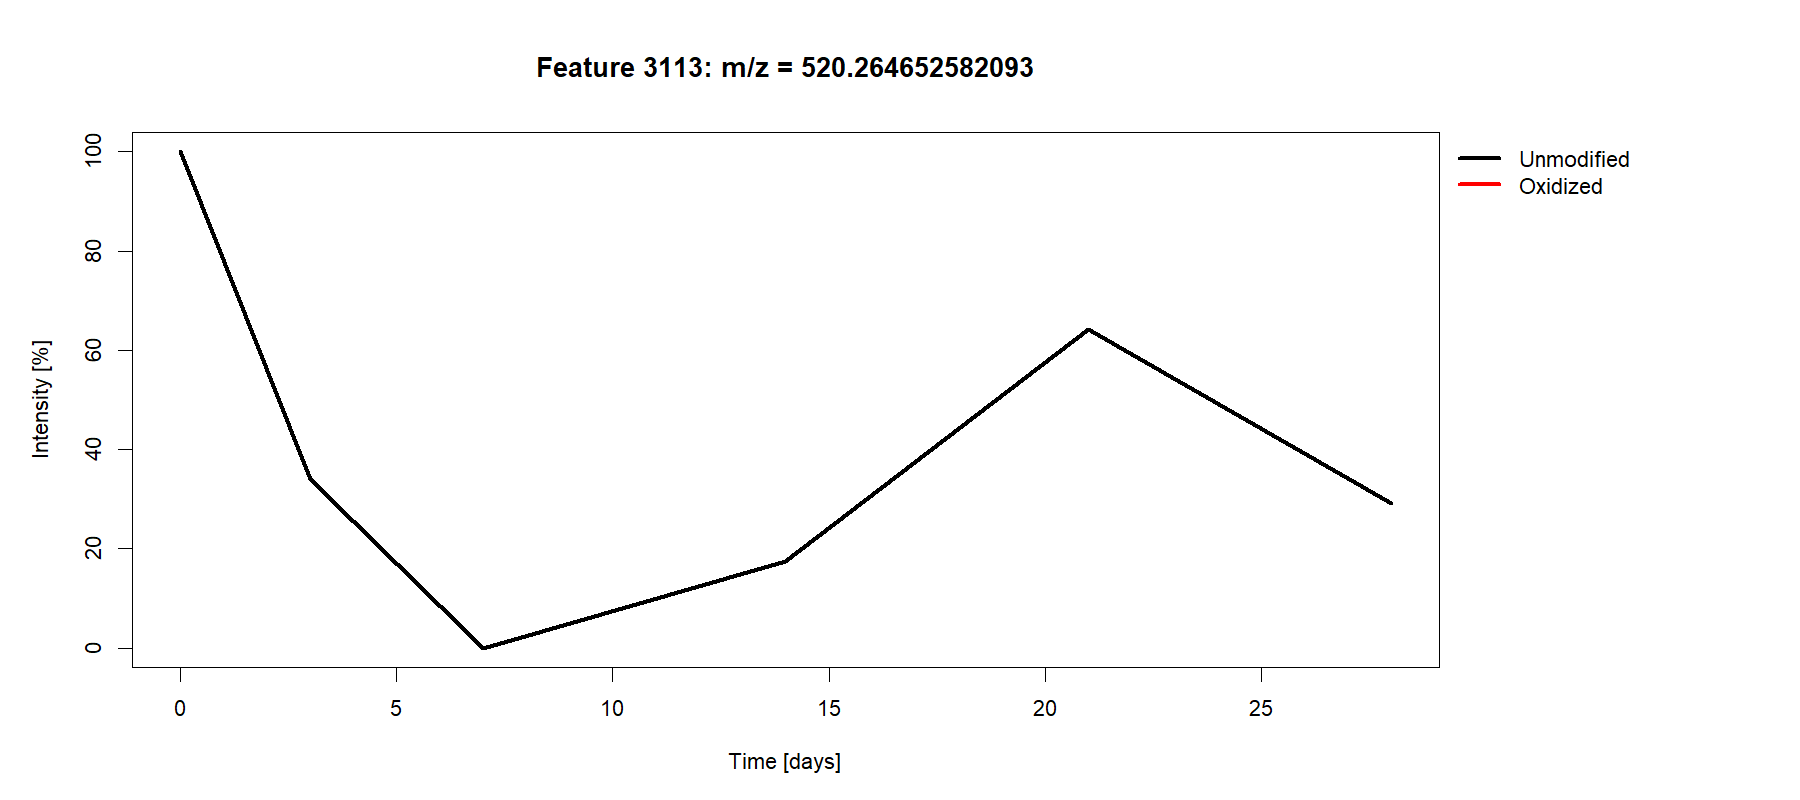 Feature 3113: m/z = 520.264652582093
Unmodified
Oxidized
Intensity [%]
100
80
60
40
20
0
0 5 10 15 20 25
Time [days]